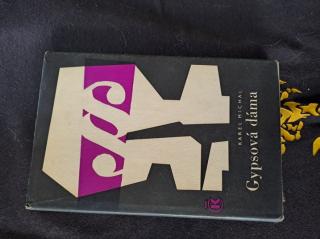 §
KAREL MICHAL
Gypsová dáma
K